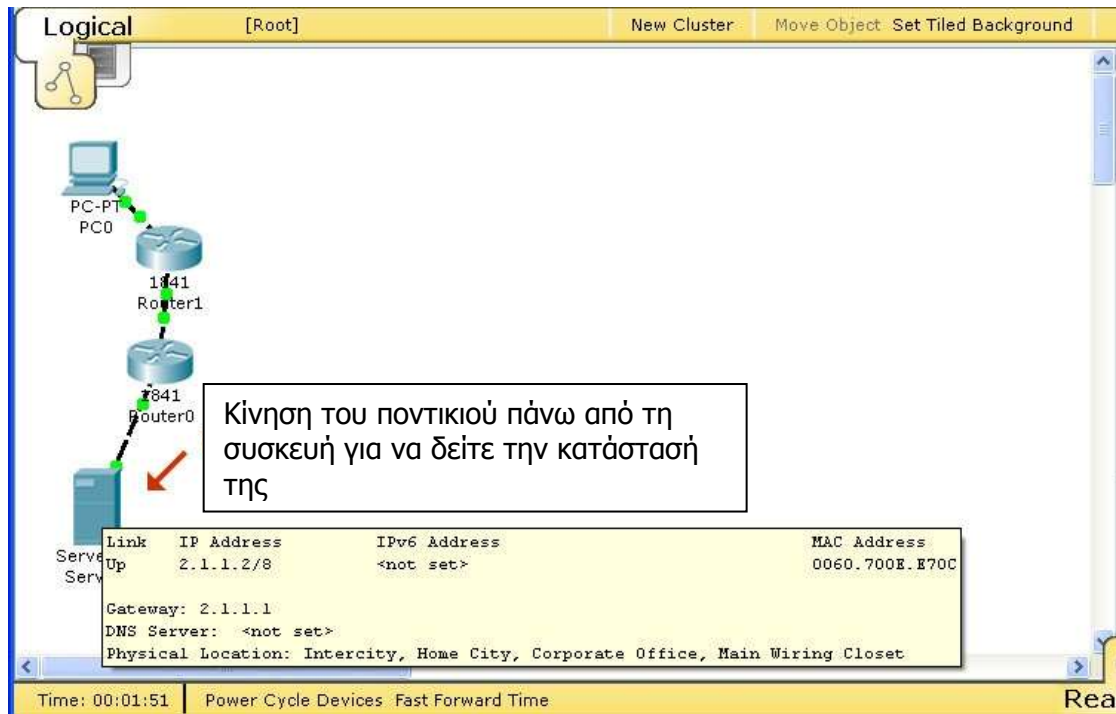 Logical [Root] New Cluster Move Object Set Tiled Background
PC-PT
PC0
1841
Router1
1841
Router0
Κίνηση του ποντικιού πάνω από τη
συσκευή για να δείτε την κατάστασή
της
Serve
Serv
Link IP Address IPv6 Address MAC Address
Up 2.1.1.2/8 <not set> 0060.700E.E70C
Gateway: 2.1.1.1
DNS Server: <not set>
Physical Location: Intercity, Home City, Corporate Office, Main Wiring Closet
Time: 00:01:51 Power Cycle Devices Fast Forward Time Rea